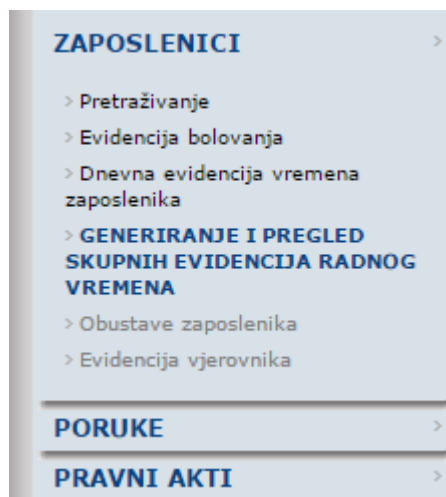 ZAPOSLENICI >
> Pretraživanje
> Evidencija bolovanja
> Dnevna evidencija vremena
zaposlenika
> GENERIRANJE I PREGLED
SKUPNIH EVIDENCIJA RADNOG
VREMENA
> Obustave zaposlenika
> Evidencija vjerovnika
PORUKE >
PRAVNI AKTI >